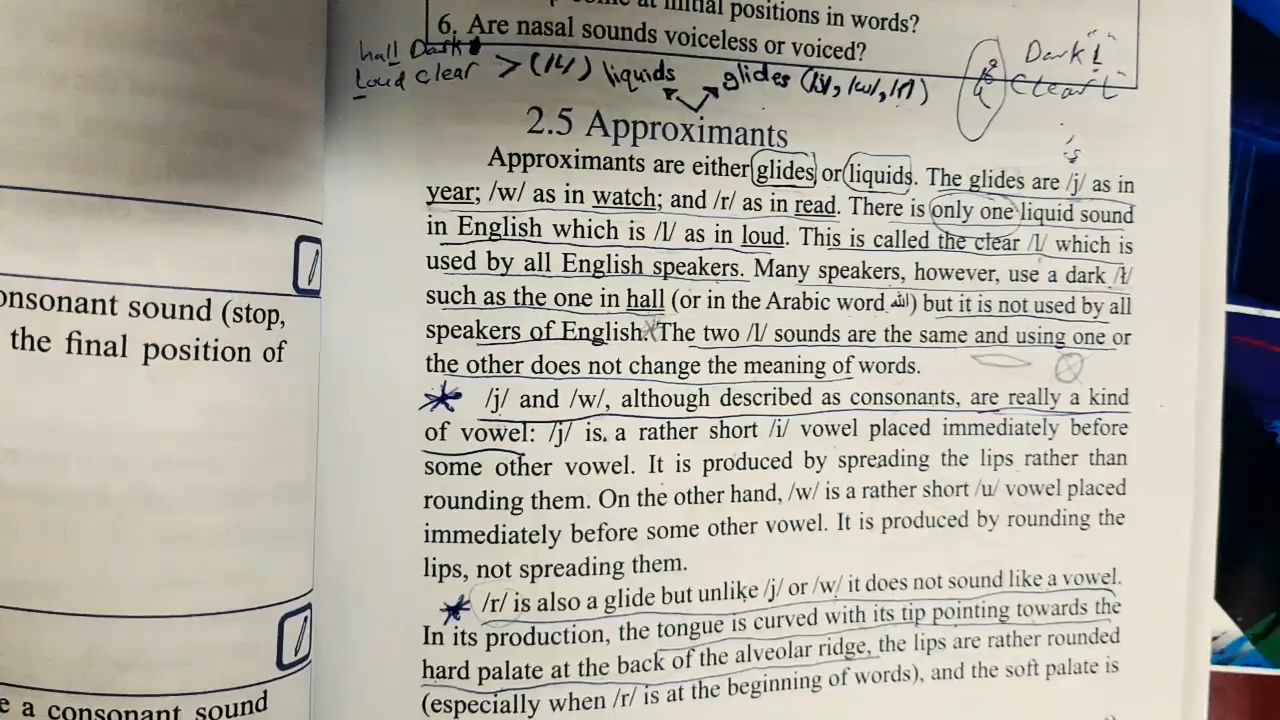 initial positions in words?
6. Are nasal sounds voiceless or voiced?
hall Dark
Loud clear > (/l/) liquids glides (/j/, /w/, /r/)
Dark
Clear
2.5 Approximants
Approximants are either glides or liquids. The glides are /j/ as in
year; /w/ as in watch; and /r/ as in read. There is only one liquid sound
in English which is /l/ as in loud. This is called the clear /l/ which is
used by all English speakers. Many speakers, however, use a dark /ɫ/
such as the one in hall (or in the Arabic word الله) but it is not used by all
speakers of English. The two /l/ sounds are the same and using one or
the other does not change the meaning of words.
/j/ and /w/, although described as consonants, are really a kind
of vowel: /j/ is a rather short /i/ vowel placed immediately before
some other vowel. It is produced by spreading the lips rather than
rounding them. On the other hand, /w/ is a rather short /u/ vowel placed
immediately before some other vowel. It is produced by rounding the
lips, not spreading them.
/r/ is also a glide but unlike /j/ or /w/ it does not sound like a vowel.
In its production, the tongue is curved with its tip pointing towards the
hard palate at the back of the alveolar ridge, the lips are rather rounded
(especially when /r/ is at the beginning of words), and the soft palate is
onsonant sound (stop,
the final position of
e a consonant sound